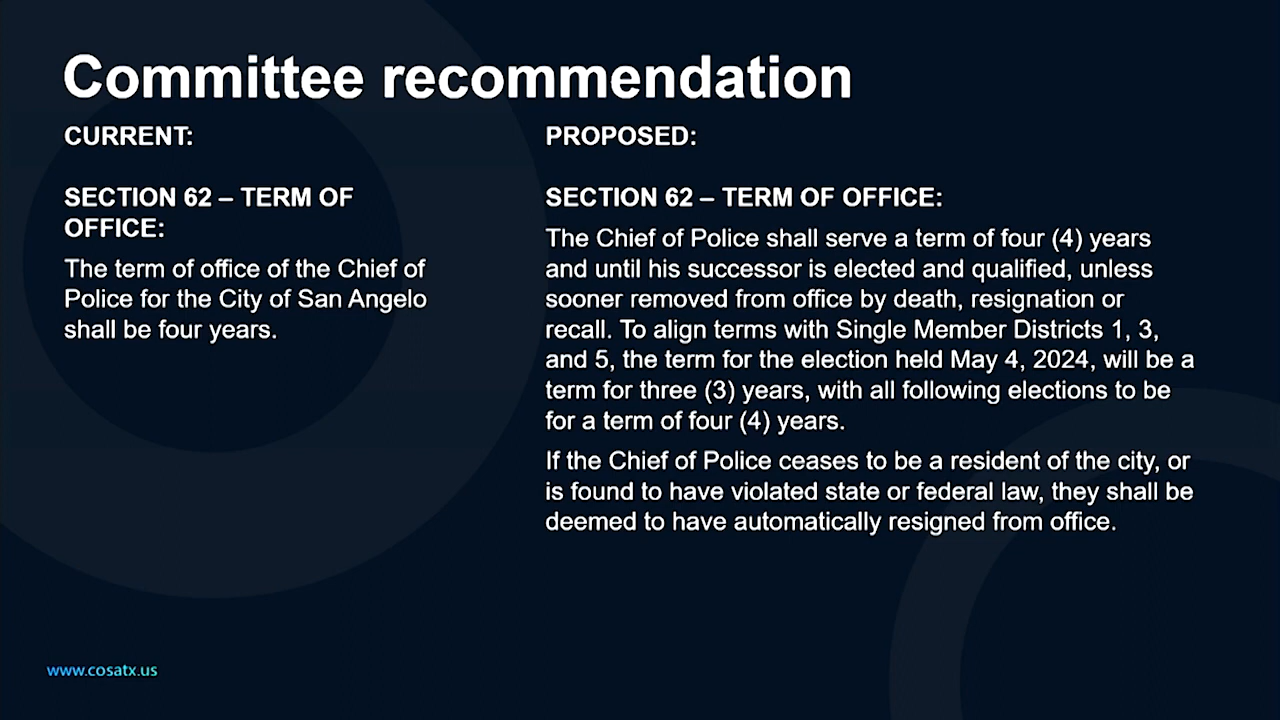 Committee recommendation
CURRENT:
SECTION 62 – TERM OF
OFFICE:
The term of office of the Chief of
Police for the City of San Angelo
shall be four years.
PROPOSED:
SECTION 62 – TERM OF OFFICE:
The Chief of Police shall serve a term of four (4) years
and until his successor is elected and qualified, unless
sooner removed from office by death, resignation or
recall. To align terms with Single Member Districts 1, 3,
and 5, the term for the election held May 4, 2024, will be a
term for three (3) years, with all following elections to be
for a term of four (4) years.
If the Chief of Police ceases to be a resident of the city, or
is found to have violated state or federal law, they shall be
deemed to have automatically resigned from office.
www.cosatx.us